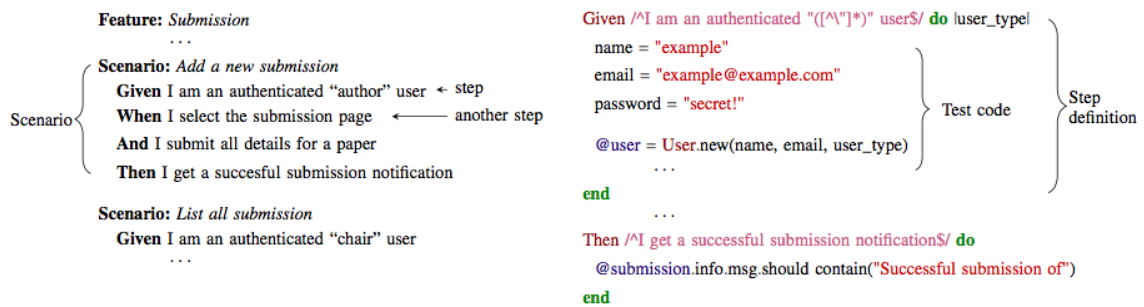 Feature: Submission
. . .
Scenario: Add a new submission
Given I am an authenticated “author” user
step
When I select the submission page
another step
Scenario
And I submit all details for a paper
Then I get a succesful submission notification
Scenario: List all submission
Given I am an authenticated “chair” user
. . .
Given /^I am an authenticated "([^\"]*)" user$/ do |user_type|
name = "example"
email = "example@example.com"
password = "secret!"
Test code
Step
definition
@user = User.new(name, email, user_type)
. . .
end
. . .
Then /^I get a successful submission notification$/ do
@submission.info.msg.should contain("Successful submission of")
end